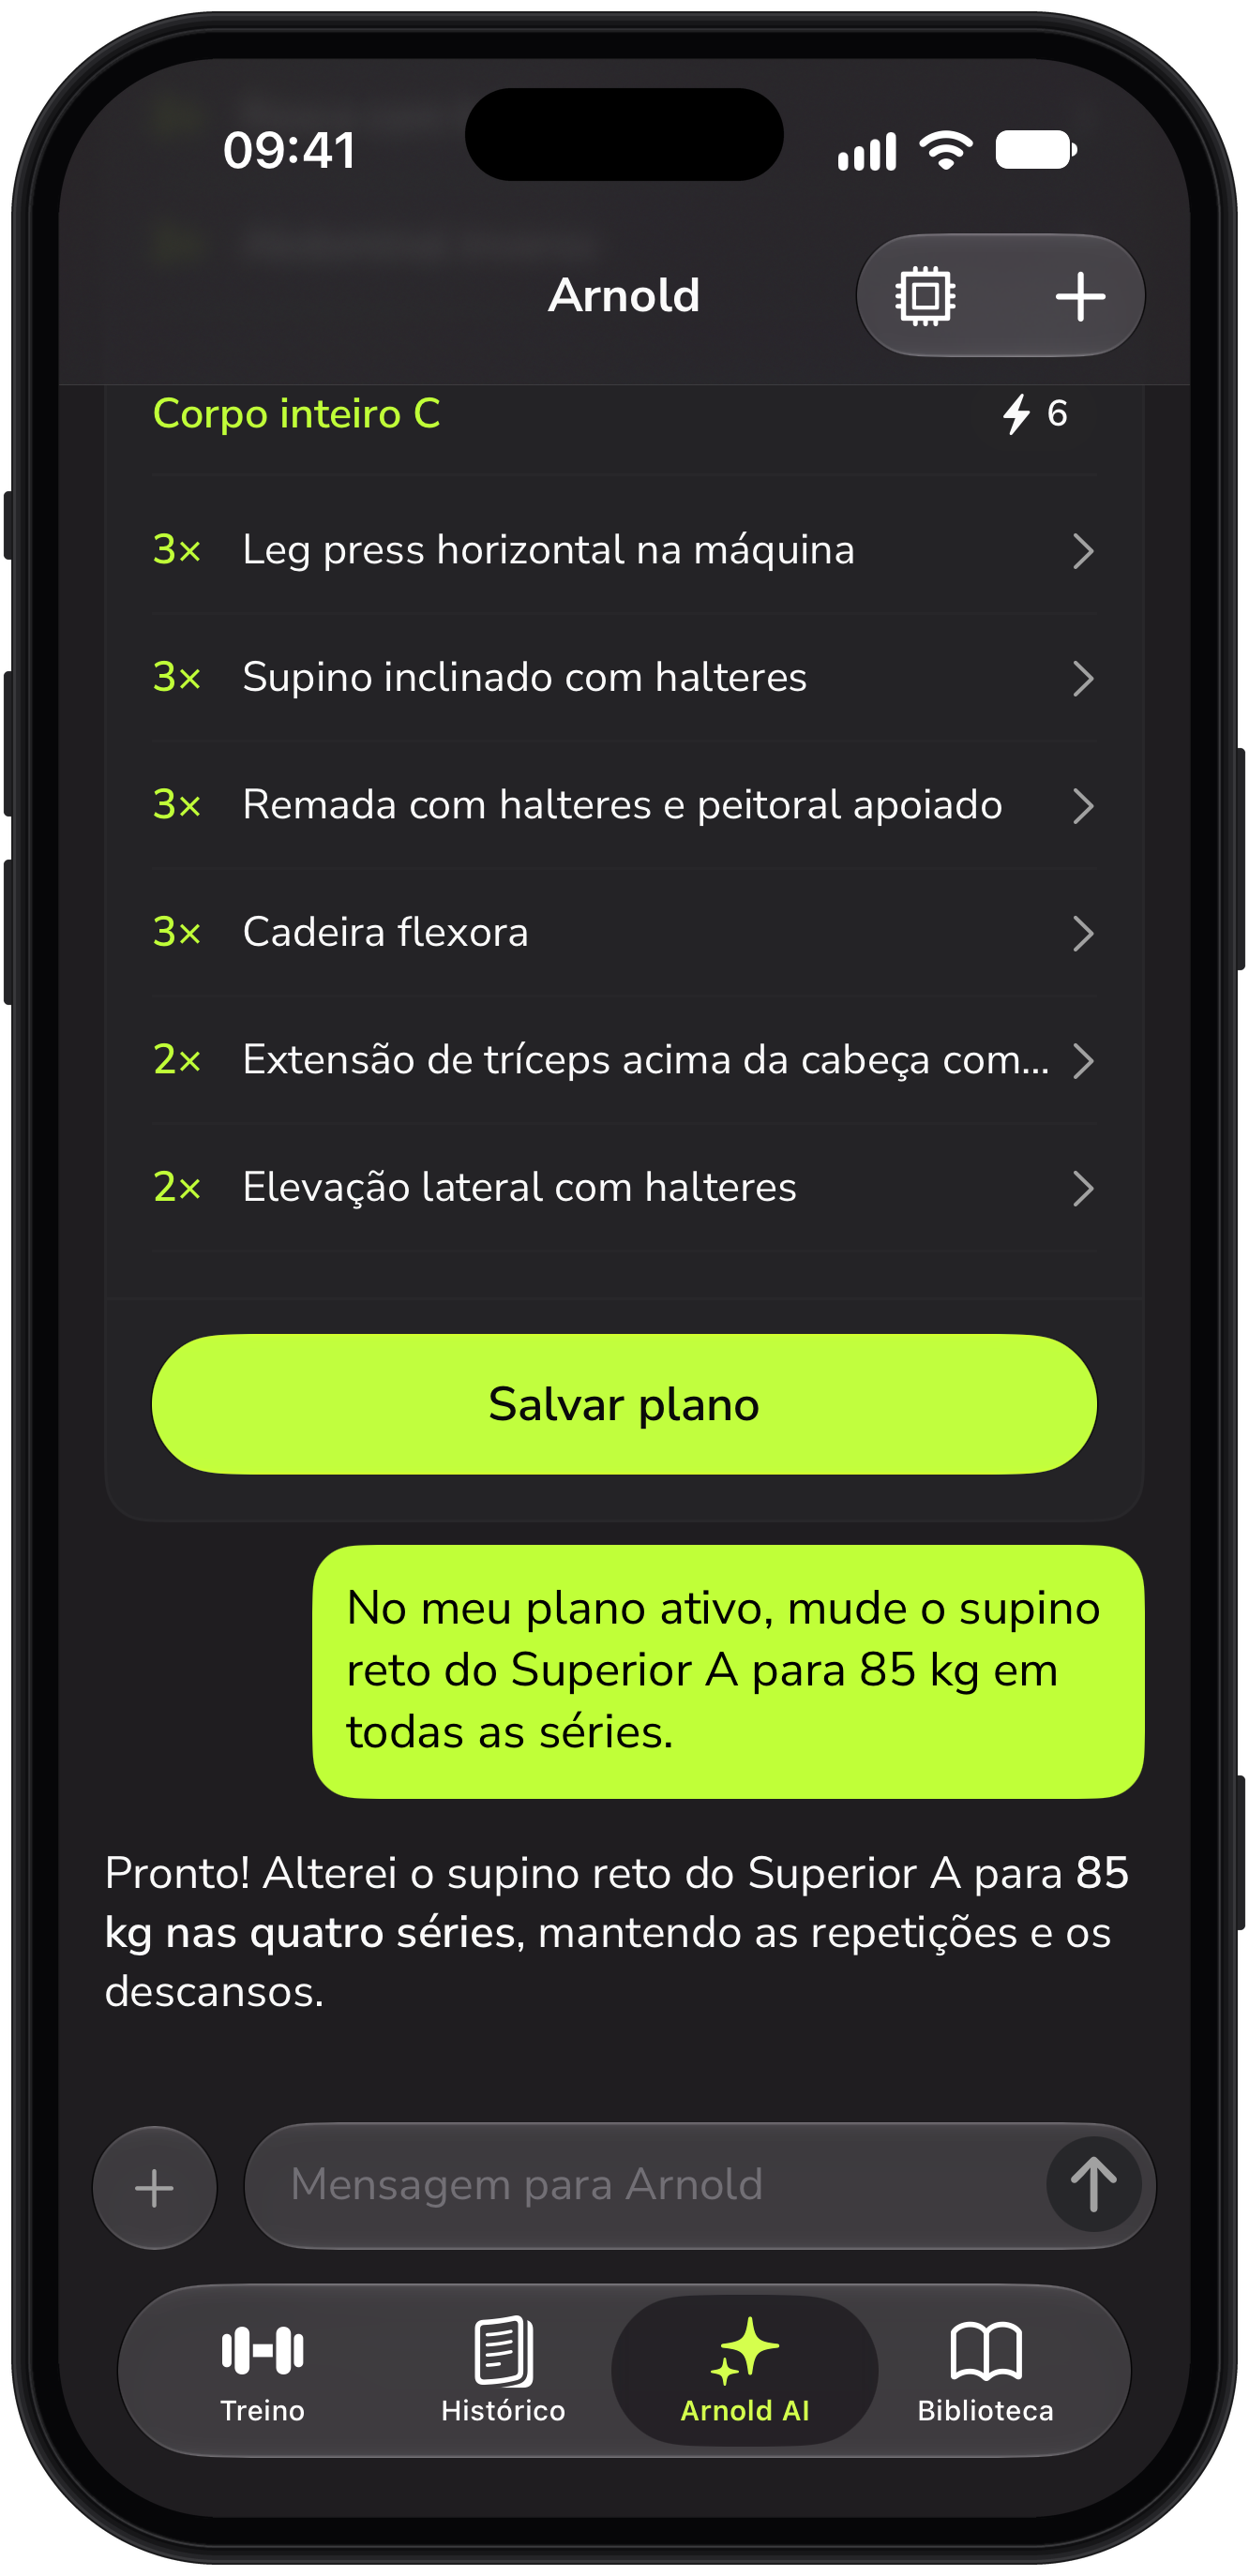 09:41
Arnold
Corpo inteiro C
6
3× Leg press horizontal na máquina
3× Supino inclinado com halteres
3× Remada com halteres e peitoral apoiado
3× Cadeira flexora
2× Extensão de tríceps acima da cabeça com...
2× Elevação lateral com halteres
Salvar plano
No meu plano ativo, mude o supino
reto do Superior A para 85 kg em
todas as séries.
Pronto! Alterei o supino reto do Superior A para 85
kg nas quatro séries, mantendo as repetições e os
descansos.
Mensagem para Arnold
Treino
Histórico
Arnold AI
Biblioteca